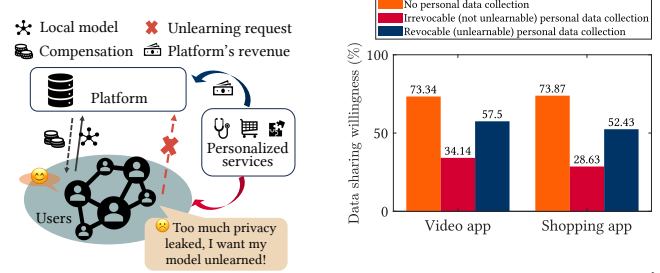 Local model
Unlearning request
Compensation
Platform's revenue
Platform
Personalized
services
Users
Too much privacy
leaked, I want my
model unlearned!
No personal data collection
Irrevocable (not unlearnable) personal data collection
Revocable (unlearnable) personal data collection
Data sharing willingness (%)
100
50
0
73.34
34.14
57.5
73.87
28.63
52.43
Video app
Shopping app